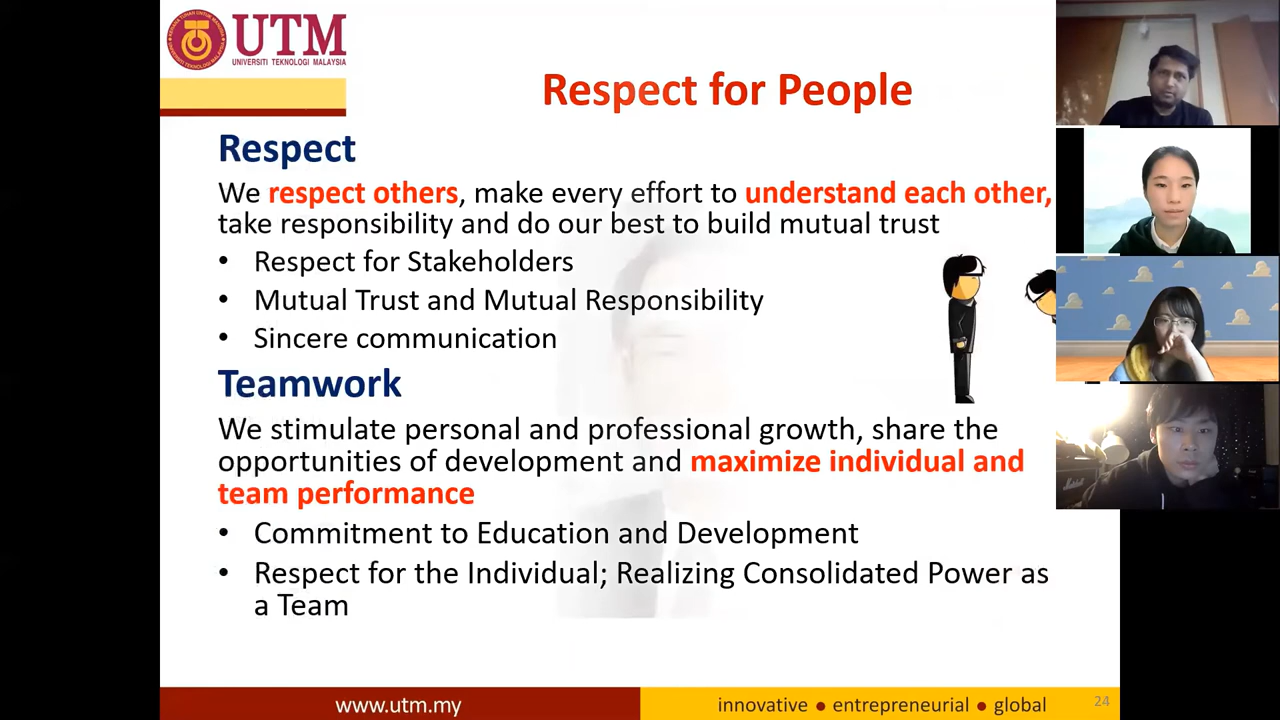 UTM
UNIVERSITI TEKNOLOGI MALAYSIA
Respect for People
Respect
We respect others, make every effort to understand each other,
take responsibility and do our best to build mutual trust
• Respect for Stakeholders
• Mutual Trust and Mutual Responsibility
• Sincere communication
Teamwork
We stimulate personal and professional growth, share the
opportunities of development and maximize individual and
team performance
• Commitment to Education and Development
• Respect for the Individual; Realizing Consolidated Power as
a Team
www.utm.my
innovative ● entrepreneurial ● global
24
Marshall